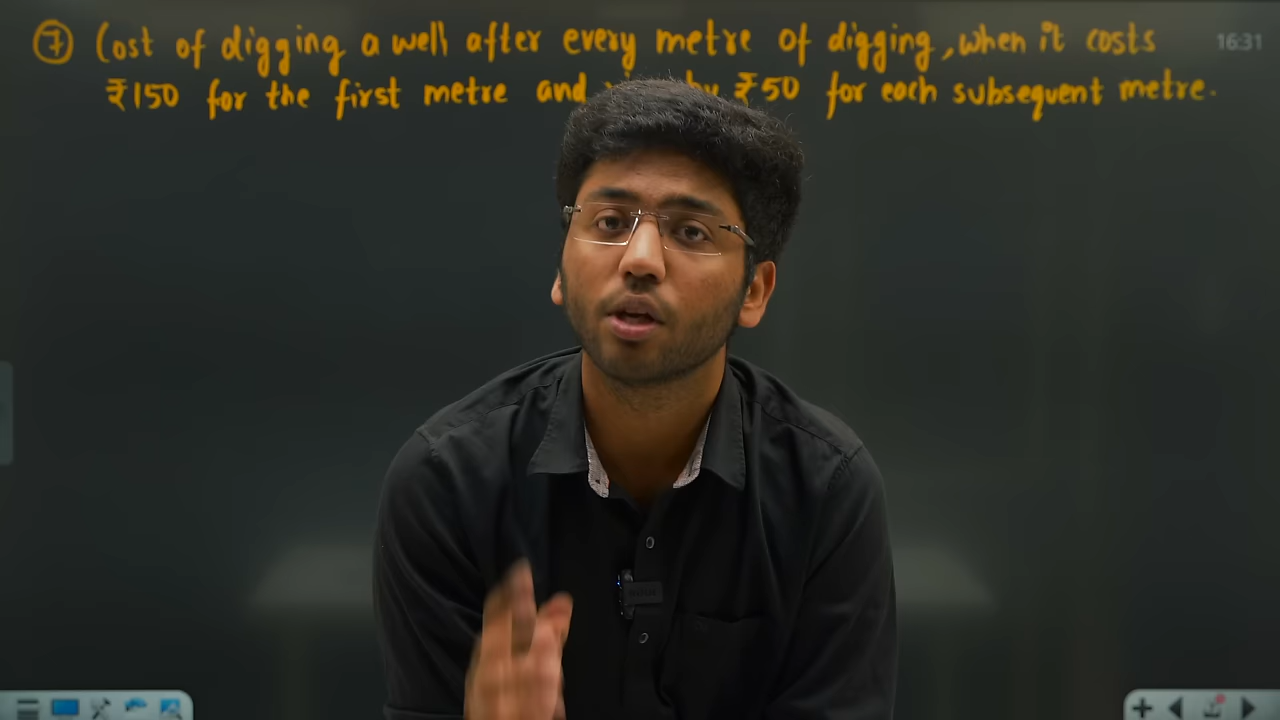 7 Cost of digging a well after every metre of digging, when it costs
₹150 for the first metre and by ₹50 for each subsequent metre.
16:31